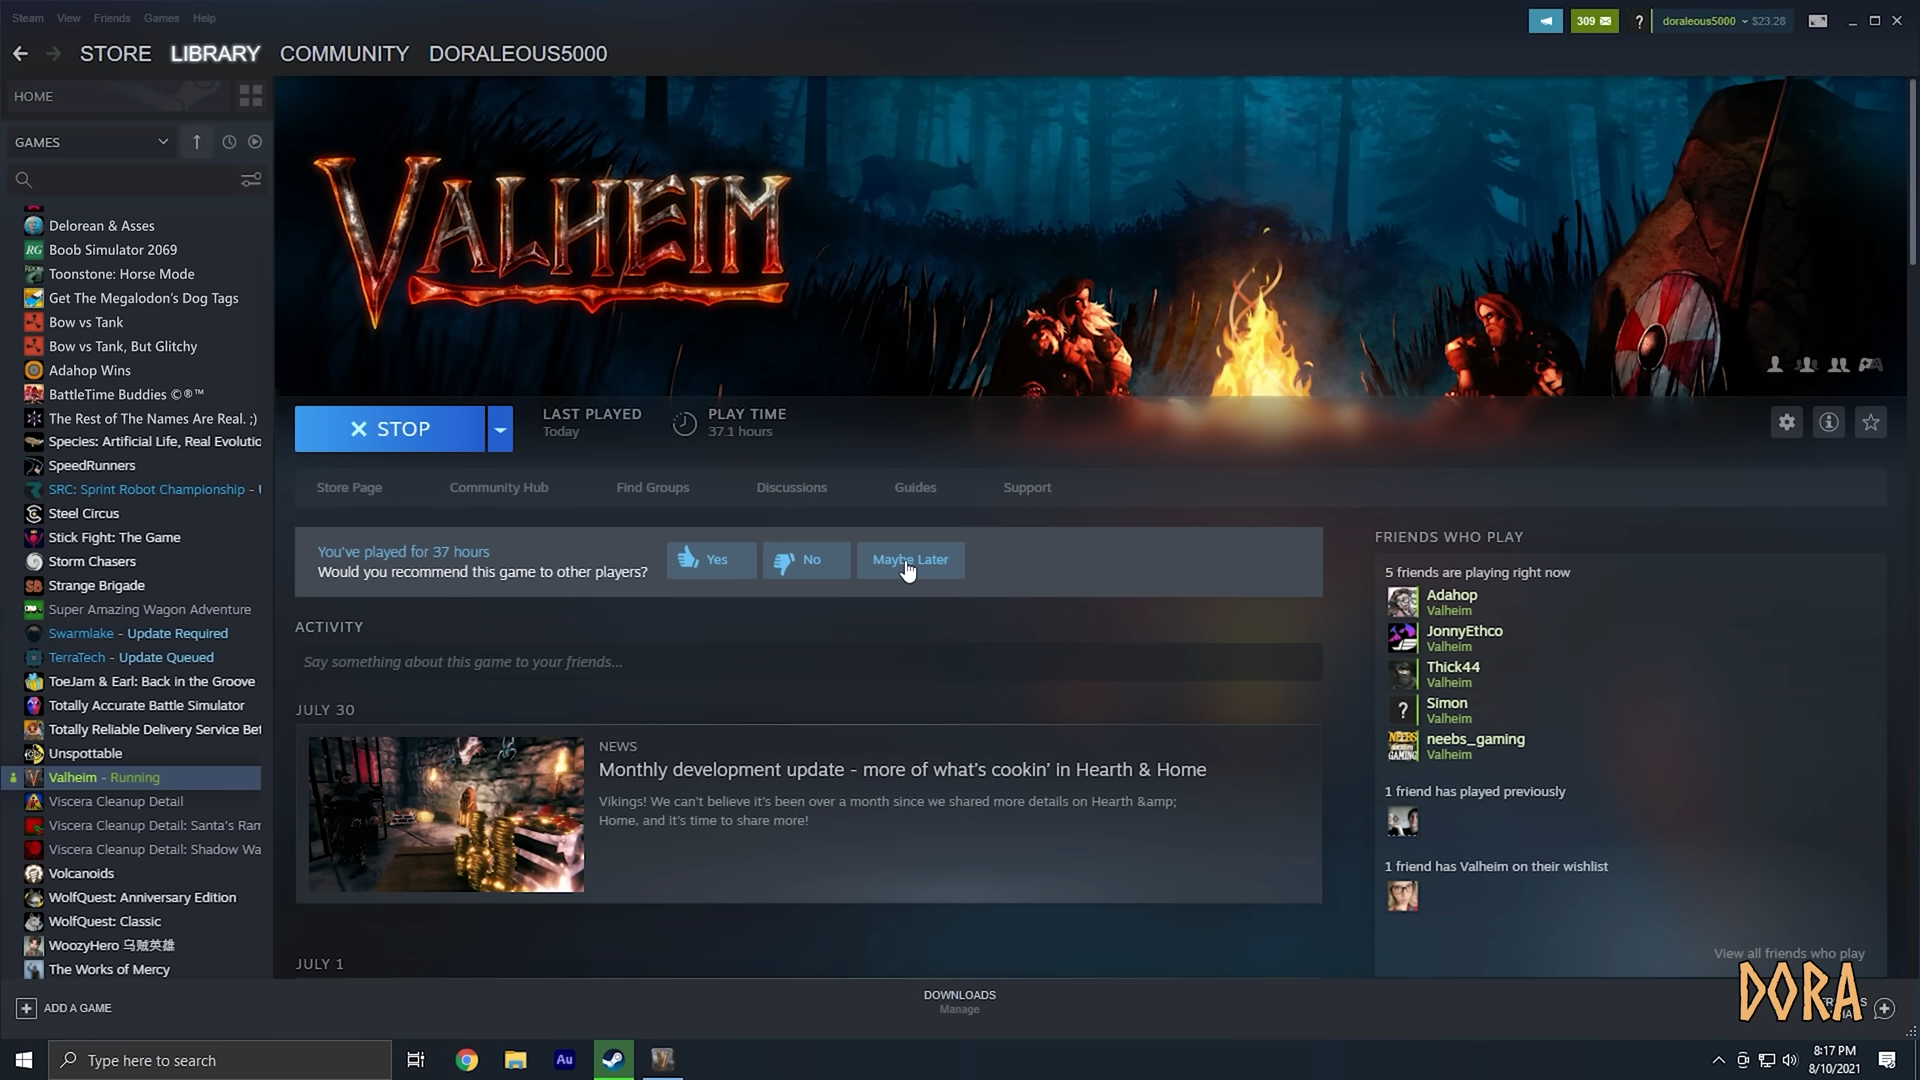 Steam View Friends Games Help
309
?
doraleous5000 $23.28
STORE LIBRARY COMMUNITY DORALEOUS5000
HOME
GAMES
Delorean & Asses
RG Boob Simulator 2069
Toonstone: Horse Mode
Get The Megalodon's Dog Tags
Bow vs Tank
Bow vs Tank, But Glitchy
Adahop Wins
BattleTime Buddies ©®™
The Rest of The Names Are Real. ;)
Species: Artificial Life, Real Evolutio
SpeedRunners
SRC: Sprint Robot Championship -
Steel Circus
Stick Fight: The Game
Storm Chasers
SB Strange Brigade
Super Amazing Wagon Adventure
Swarmlake - Update Required
TerraTech - Update Queued
ToeJam & Earl: Back in the Groove
Totally Accurate Battle Simulator
Totally Reliable Delivery Service Bet
Unspottable
Valheim - Running
Viscera Cleanup Detail
Viscera Cleanup Detail: Santa's Ram
Viscera Cleanup Detail: Shadow Wa
Volcanoids
WolfQuest: Anniversary Edition
WolfQuest: Classic
WoozyHero 乌贼英雄
The Works of Mercy
VALHEIM
STOP
LAST PLAYED
Today
PLAY TIME
37.1 hours
Store Page Community Hub Find Groups Discussions Guides Support
You've played for 37 hours
Would you recommend this game to other players?
Yes No Maybe Later
ACTIVITY
Say something about this game to your friends...
JULY 30
NEWS
Monthly development update - more of what's cookin' in Hearth & Home
Vikings! We can't believe it's been over a month since we shared more details on Hearth &amp;
Home, and it's time to share more!
JULY 1
FRIENDS WHO PLAY
5 friends are playing right now
Adahop
Valheim
JonnyEthco
Valheim
Thick44
Valheim
?
Simon
Valheim
NEEBS GAMING
neebs_gaming
Valheim
1 friend has played previously
1 friend has Valheim on their wishlist
View all friends who play
ADD A GAME
DOWNLOADS
Manage
DORA
Type here to search
Au
8:17 PM
8/10/2021